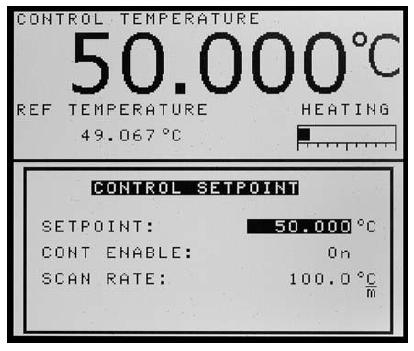 CONTROL TEMPERATURE
50.000°C
REF TEMPERATURE HEATING
49.067 °C
CONTROL SETPOINT
SETPOINT: 50.000 °C
CONT ENABLE: On
SCAN RATE: 100.0 °C/m